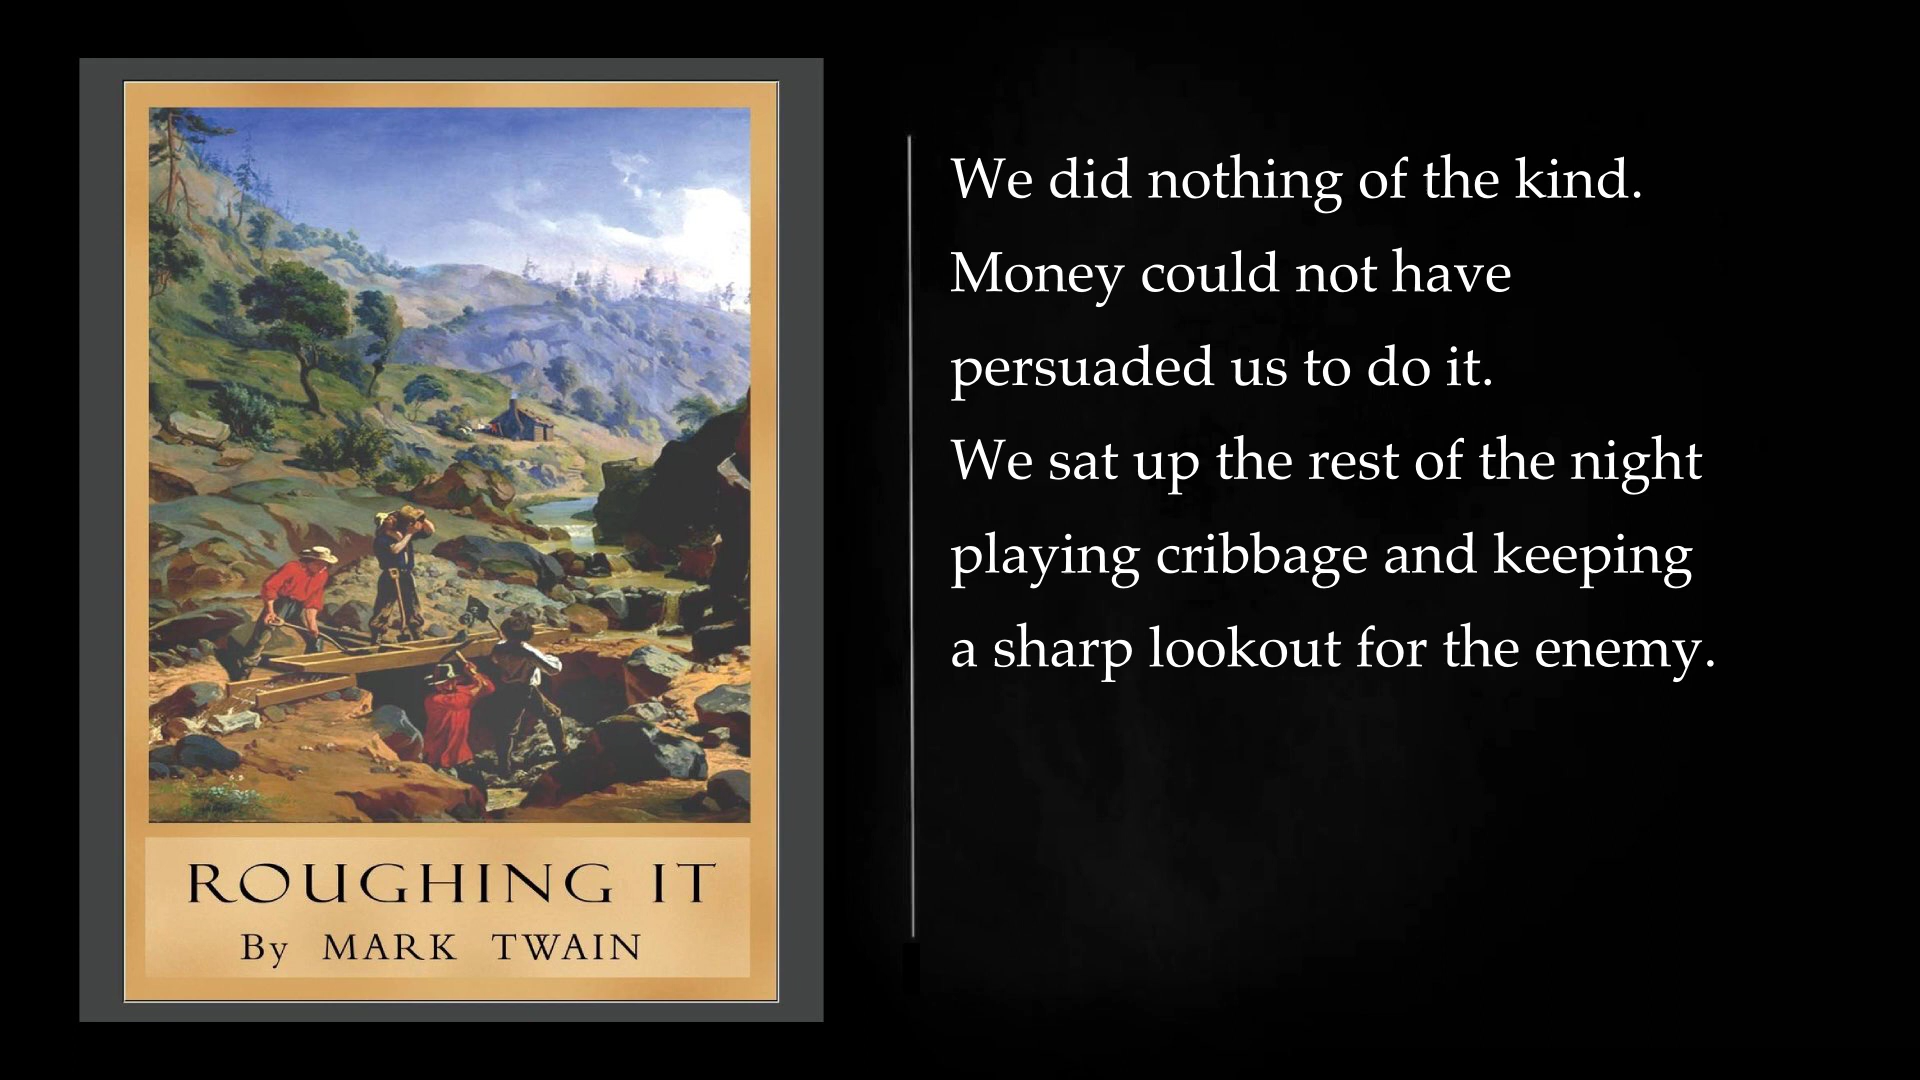 ROUGHING IT
By MARK TWAIN
We did nothing of the kind.
Money could not have
persuaded us to do it.
We sat up the rest of the night
playing cribbage and keeping
a sharp lookout for the enemy.